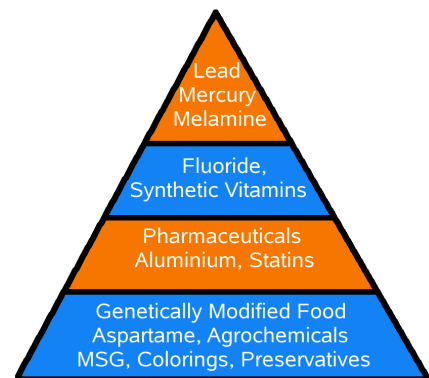 Lead
Mercury
Melamine
Fluoride,
Synthetic Vitamins
Pharmaceuticals
Aluminium, Statins
Genetically Modified Food
Aspartame, Agrochemicals
MSG, Colorings, Preservatives